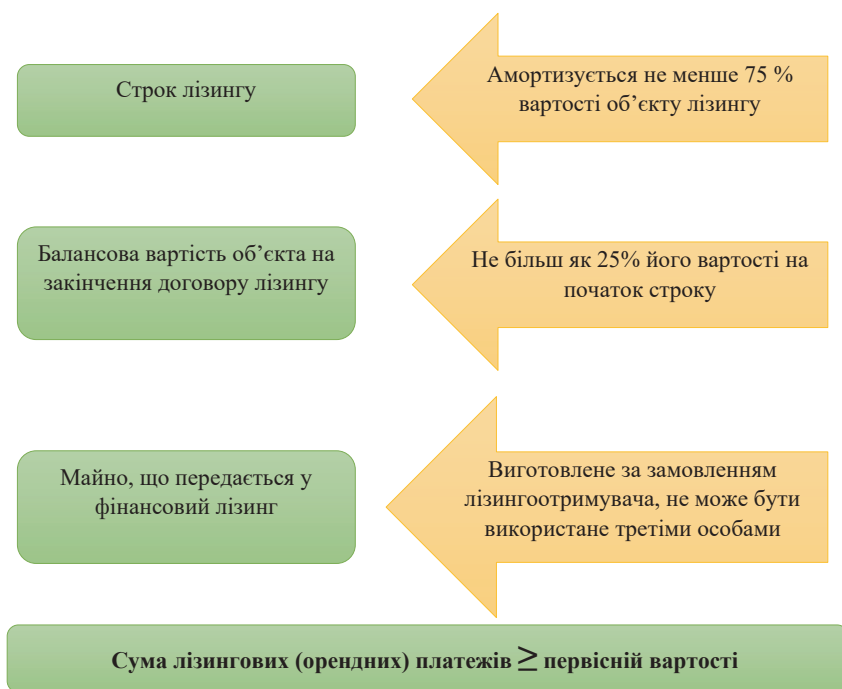 Строк лізингу
Амортизується не менше 75 %
вартості об’єкту лізингу
Балансова вартість об’єкта на
закінчення договору лізингу
Не більш як 25% його вартості на
початок строку
Майно, що передається у
фінансовий лізинг
Виготовлене за замовленням
лізингоотримувача, не може бути
використане третіми особами
Сума лізингових (орендних) платежів ≥ первісній вартості